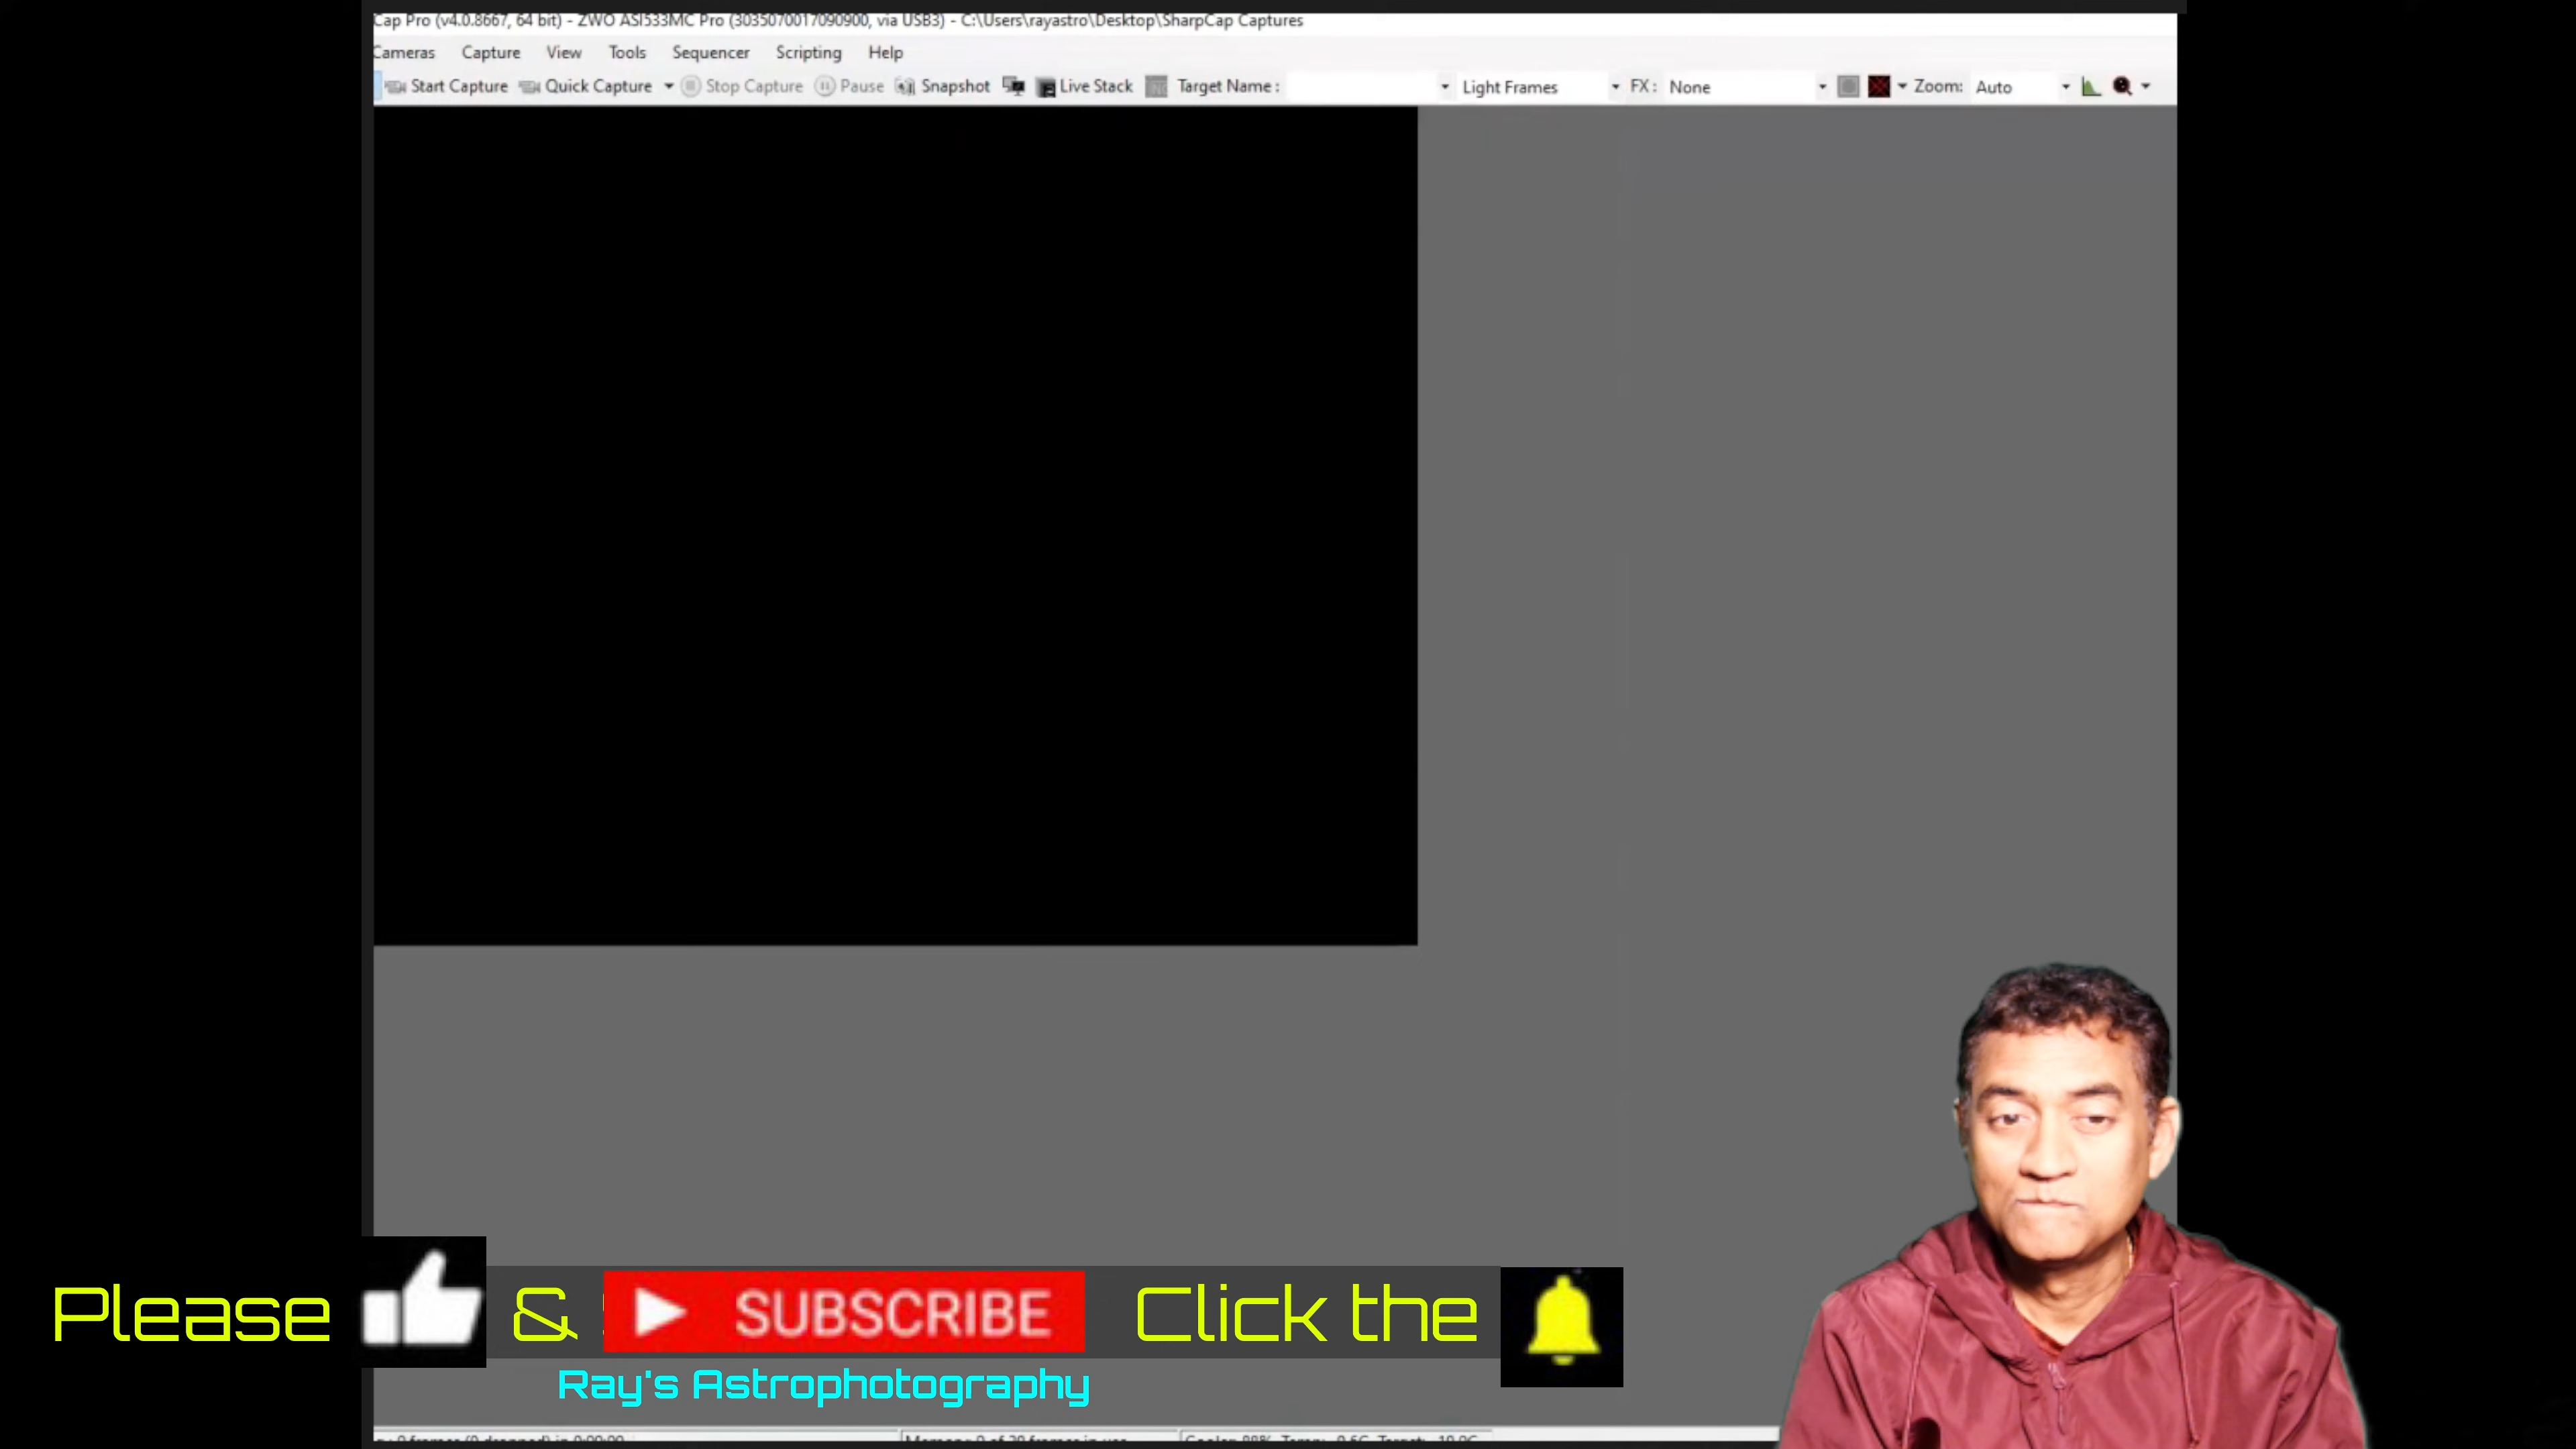 Cap Pro (v4.0.8667, 64 bit) - ZWO ASI533MC Pro (3035070017090900, via USB3) - C:\Users\rayastro\Desktop\SharpCap Captures
Cameras Capture View Tools Sequencer Scripting Help
Start Capture Quick Capture Stop Capture Pause Snapshot Live Stack Target Name : Light Frames FX : None Zoom: Auto
Please & SUBSCRIBE Click the
Ray's Astrophotography